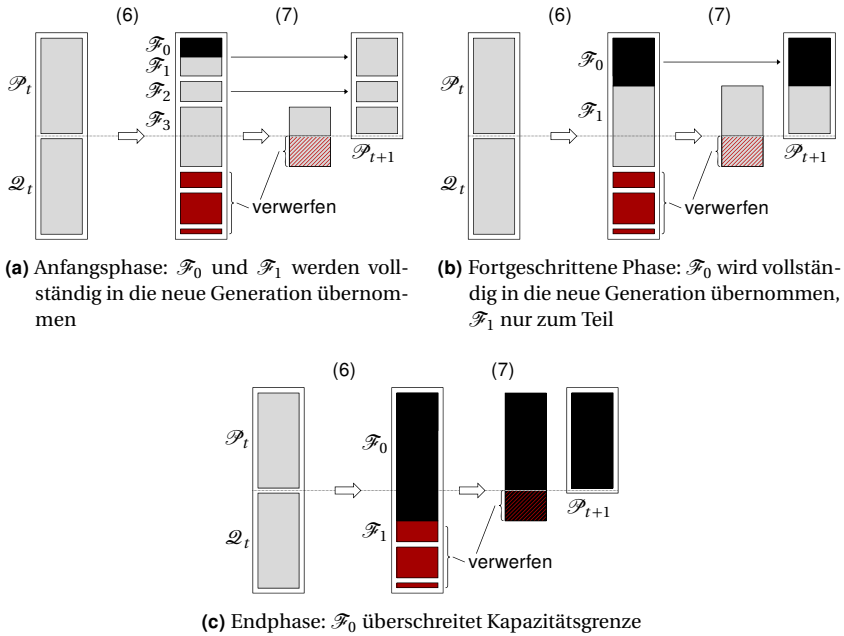 (6) (7)
ℱ0
ℱ1
𝒫t
ℱ2
ℱ3
𝒫t+1
𝒬t
verwerfen
(a) Anfangsphase: ℱ0 und ℱ1 werden voll-
ständig in die neue Generation übernom-
men
(6) (7)
ℱ0
𝒫t
ℱ1
𝒫t+1
𝒬t
verwerfen
(b) Fortgeschrittene Phase: ℱ0 wird vollstän-
dig in die neue Generation übernommen,
ℱ1 nur zum Teil
(6) (7)
𝒫t
ℱ0
𝒫t+1
𝒬t
ℱ1
verwerfen
(c) Endphase: ℱ0 überschreitet Kapazitätsgrenze